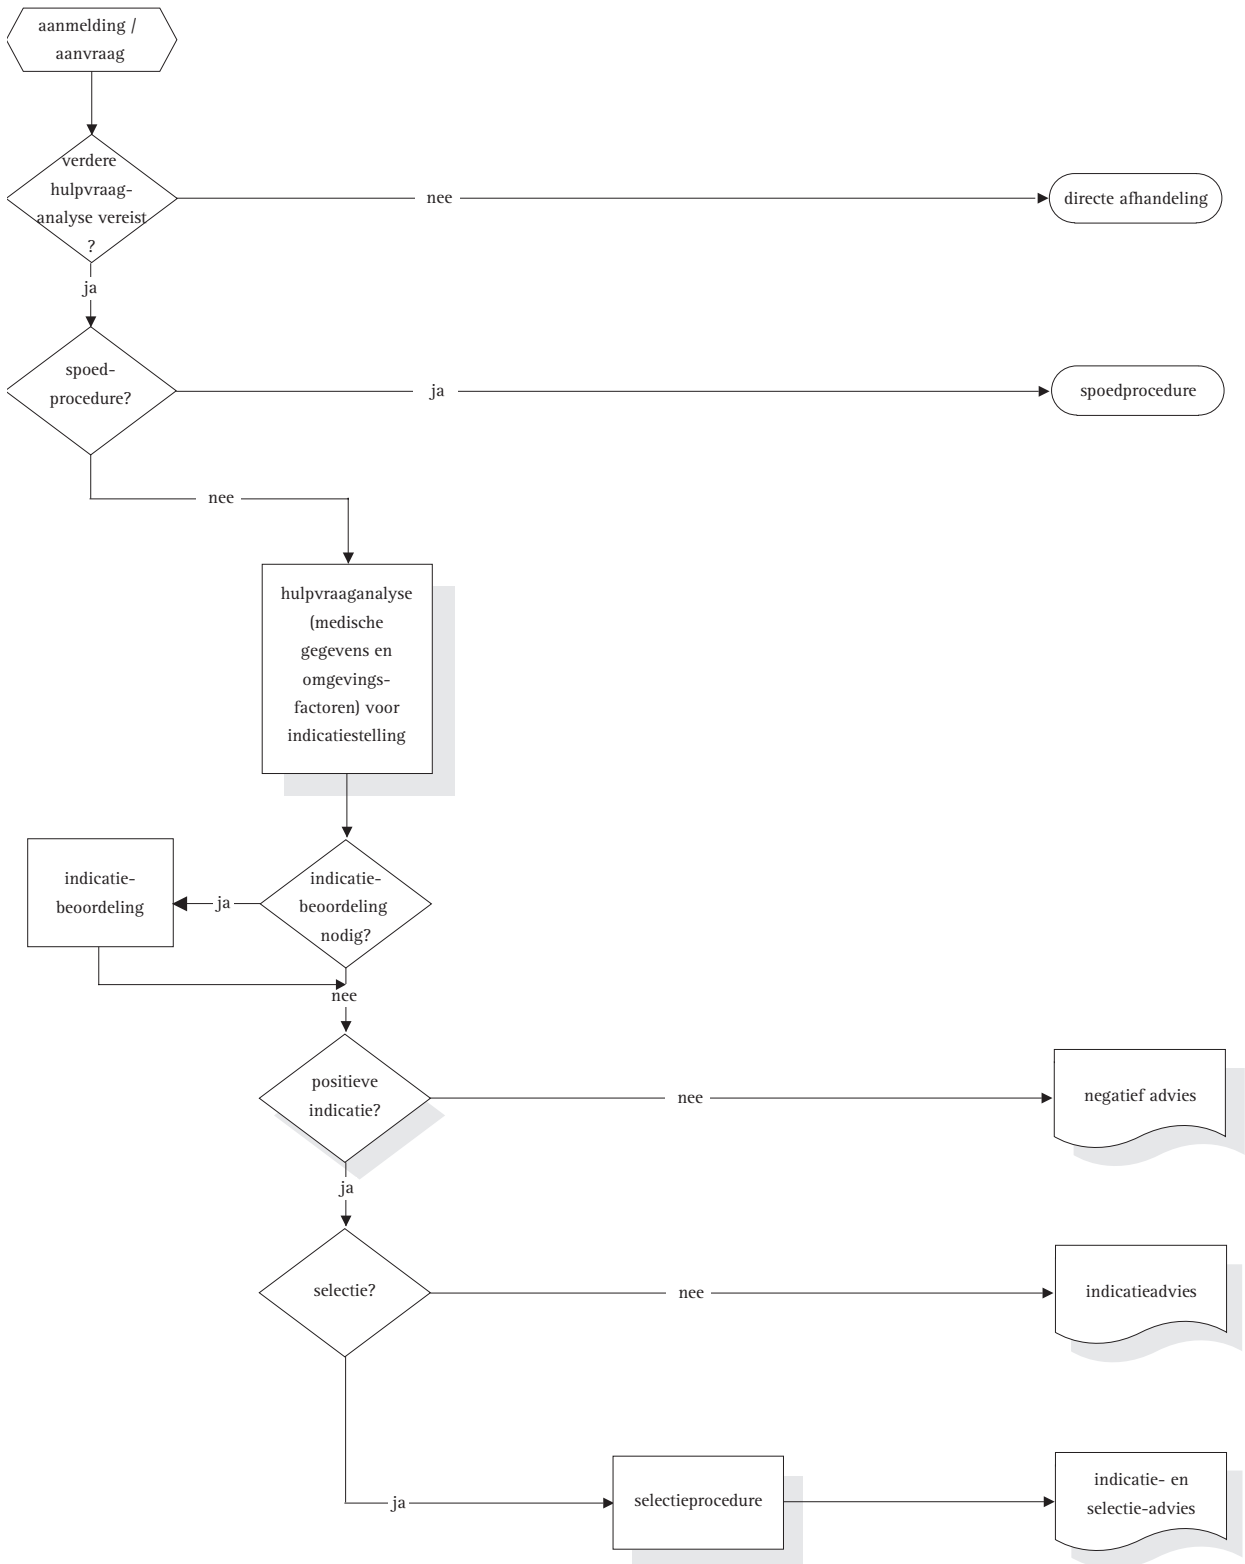 aanmelding /
aanvraag
verdere
hulpvraag-
analyse vereist
?
nee
directe afhandeling
ja
spoed-
procedure?
ja
spoedprocedure
nee
hulpvraaganalyse
(medische
gegevens en
omgevings-
factoren) voor
indicatiestelling
indicatie-
beoordeling
ja
indicatie-
beoordeling
nodig?
nee
positieve
indicatie?
nee
negatief advies
ja
selectie?
nee
indicatieadvies
ja
selectieprocedure
indicatie- en
selectie-advies